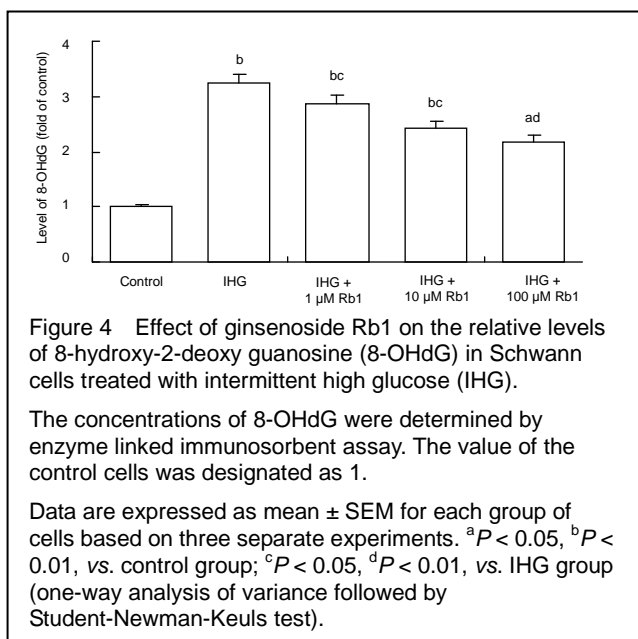 Level of 8-OHdG (fold of control)
4
3
2
1
0
b
bc
bc
ad
Control
IHG
IHG +
1 µM Rb1
IHG +
10 µM Rb1
IHG +
100 µM Rb1
Figure 4 Effect of ginsenoside Rb1 on the relative levels
of 8-hydroxy-2-deoxy guanosine (8-OHdG) in Schwann
cells treated with intermittent high glucose (IHG).
The concentrations of 8-OHdG were determined by
enzyme linked immunosorbent assay. The value of the
control cells was designated as 1.
Data are expressed as mean ± SEM for each group of
cells based on three separate experiments. aP < 0.05, bP <
0.01, vs. control group; cP < 0.05, dP < 0.01, vs. IHG group
(one-way analysis of variance followed by
Student-Newman-Keuls test).